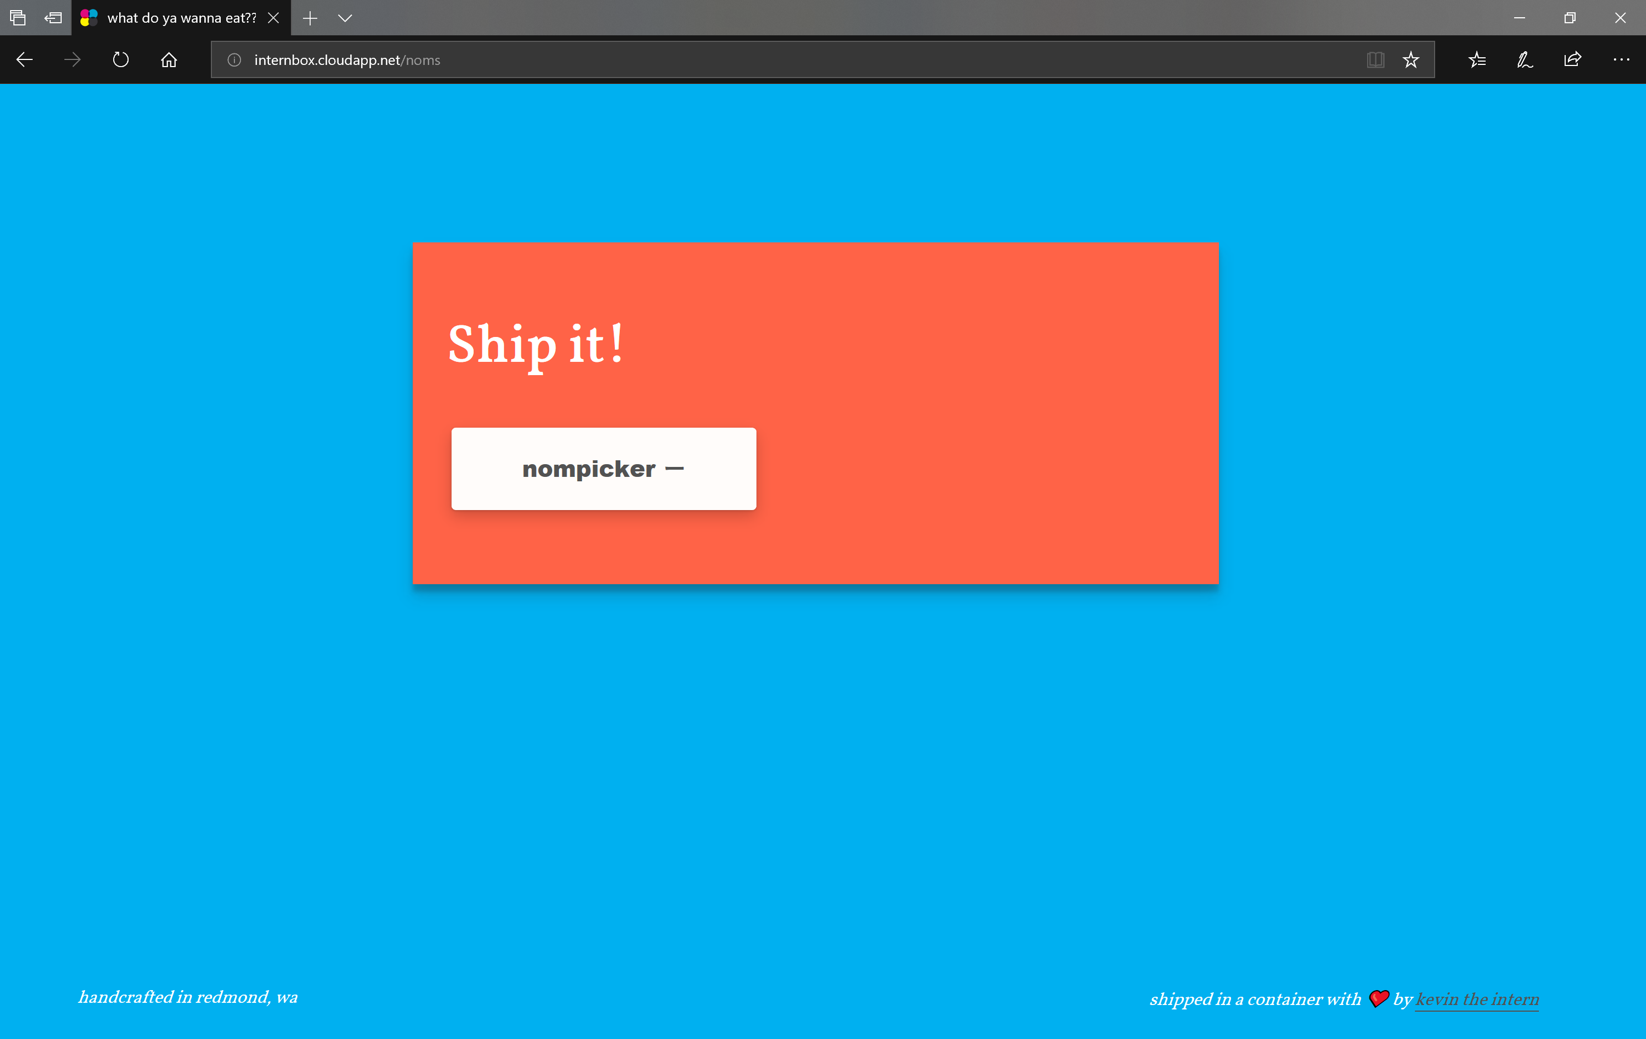 what do ya wanna eat??
internbox.cloudapp.net/noms
Ship it!
nompicker —
handcrafted in redmond, wa
shipped in a container with ❤️ by kevin the intern